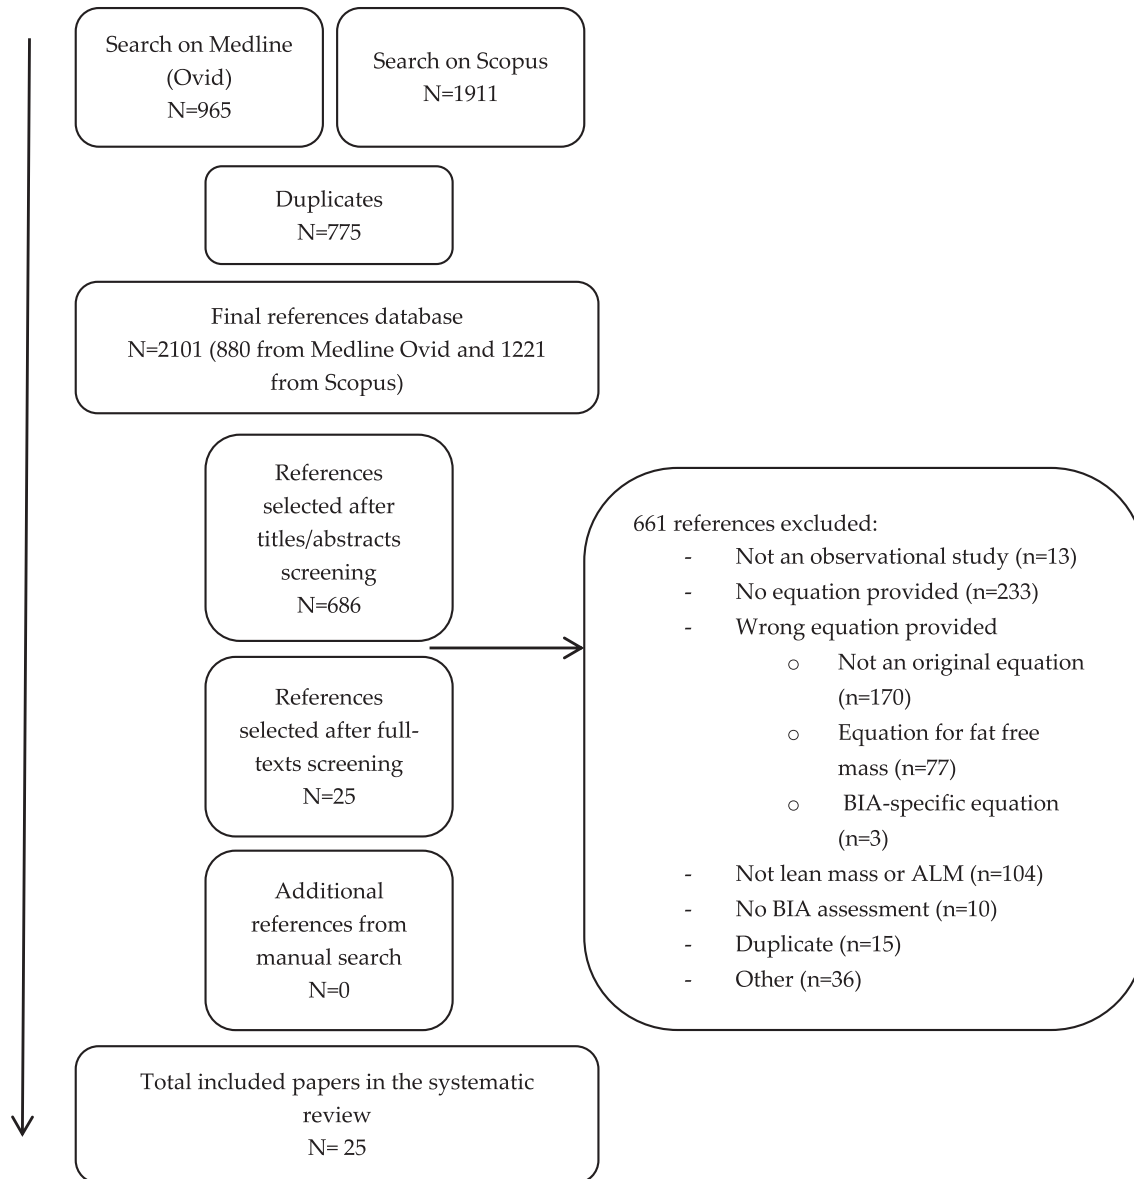 Search on Medline
(Ovid)
N=965
Search on Scopus
N=1911
Duplicates
N=775
Final references database
N=2101 (880 from Medline Ovid and 1221
from Scopus)
References
selected after
titles/abstracts
screening
N=686
661 references excluded:
- Not an observational study (n=13)
- No equation provided (n=233)
- Wrong equation provided
o Not an original equation
(n=170)
o Equation for fat free
mass (n=77)
o BIA-specific equation
(n=3)
- Not lean mass or ALM (n=104)
- No BIA assessment (n=10)
- Duplicate (n=15)
- Other (n=36)
References
selected after full-
texts screening
N=25
Additional
references from
manual search
N=0
Total included papers in the systematic
review
N= 25